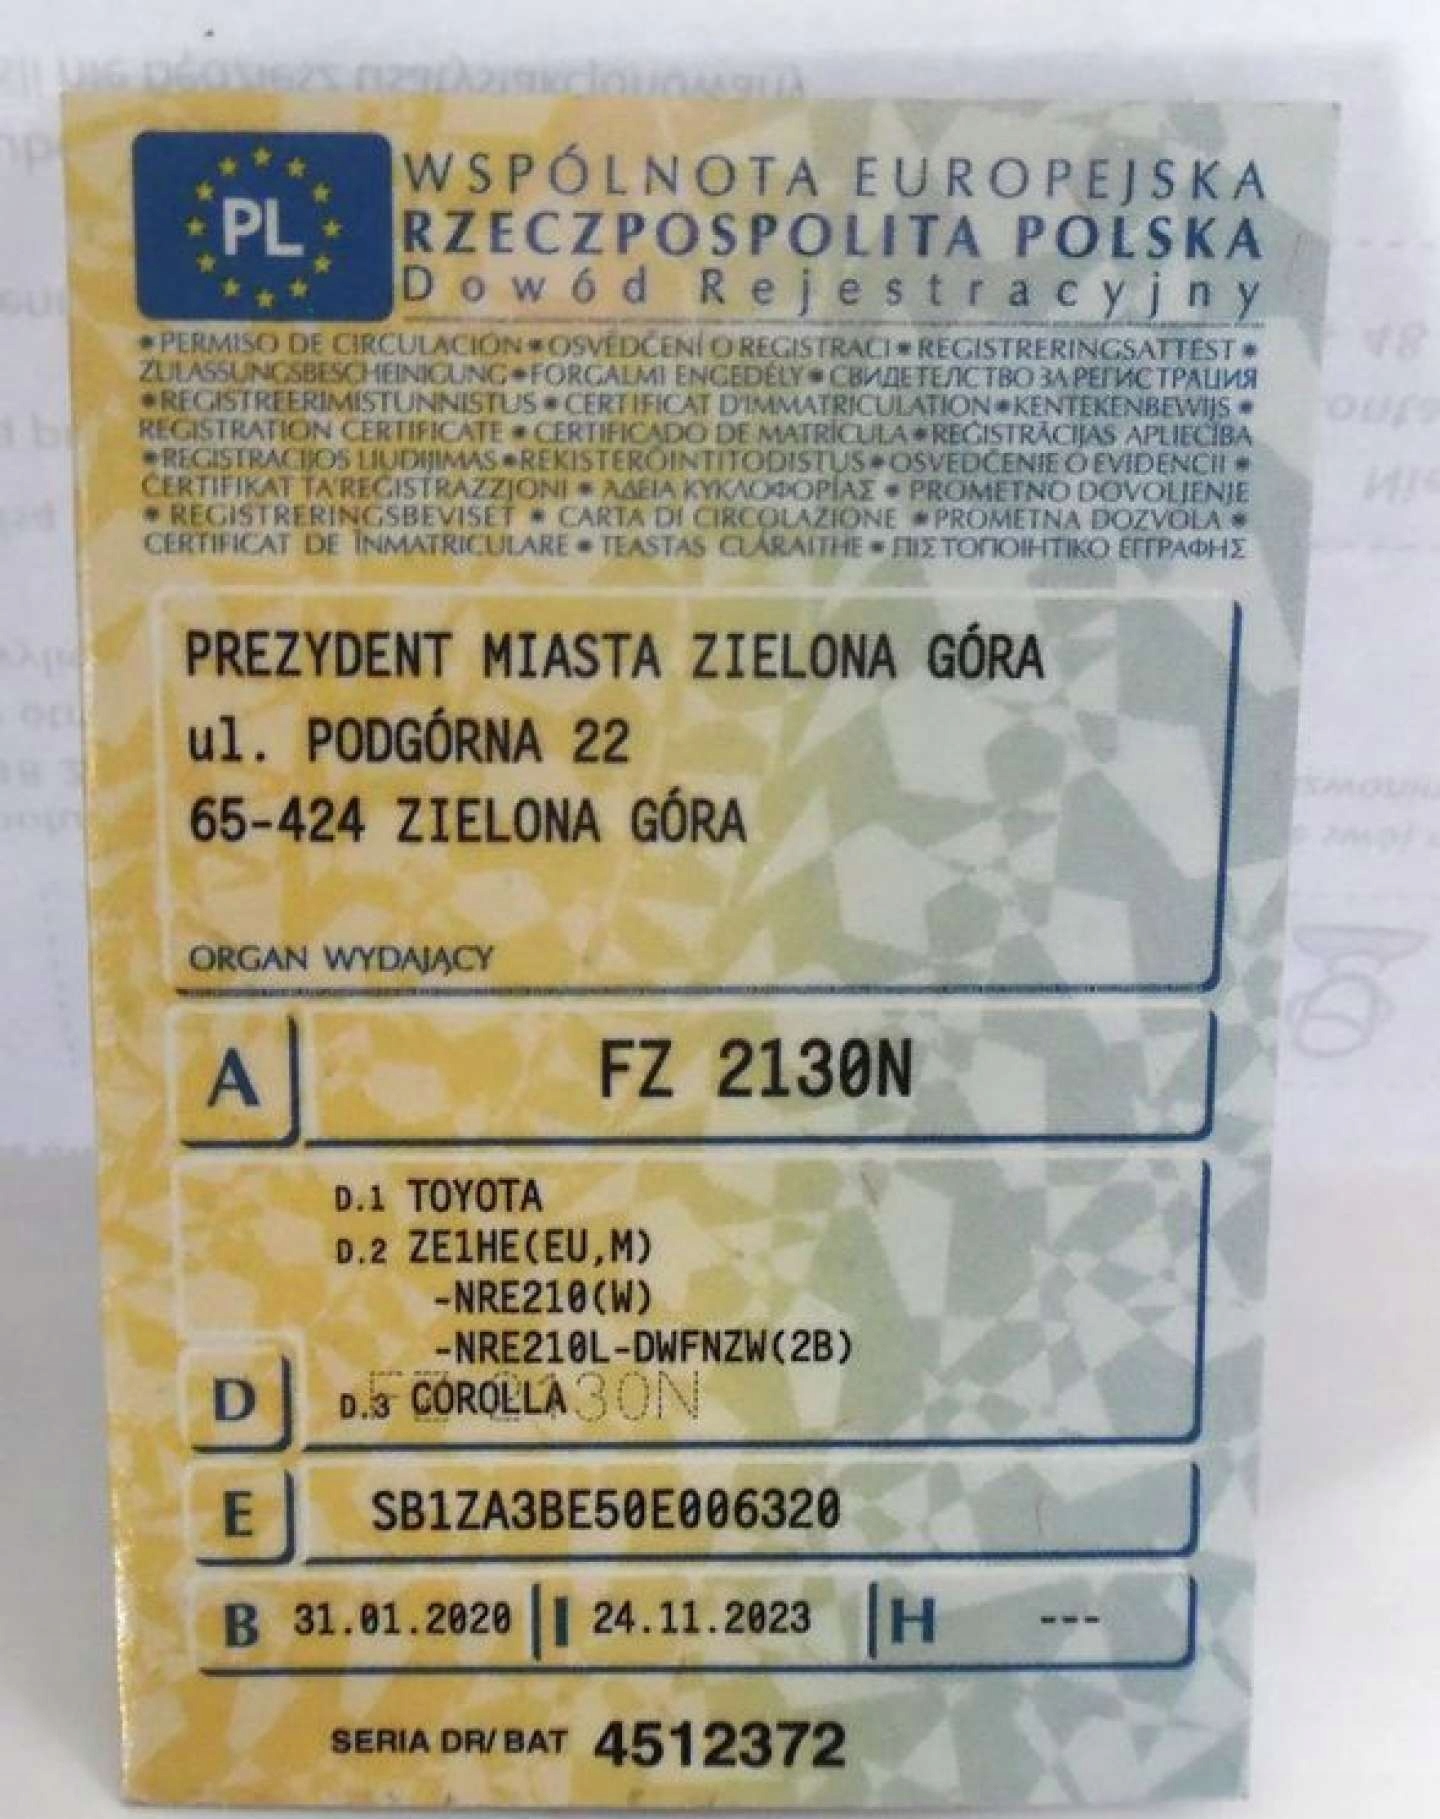 PL
WSPÓLNOTA EUROPEJSKA
RZECZPOSPOLITA POLSKA
Dowód Rejestracyjny
* PERMISO DE CIRCULACIÓN * OSVĚDČENÍ O REGISTRACI * REGISTRERINGSATTEST *
ZULASSUNGSBESCHEINIGUNG * FORGALMI ENGEDÉLY * СВИДЕТЕЛСТВО ЗА РЕГИСТРАЦИЯ
* REGISTREERIMISTUNNISTUS * CERTIFICAT D'IMMATRICULATION * KENTEKENBEWIJS *
REGISTRATION CERTIFICATE * CERTIFICADO DE MATRÍCULA * REĢISTRĀCIJAS APLIECĪBA
* REGISTRACIJOS LIUDIJIMAS * REKISTERÖINTITODISTUS * OSVEDČENIE O EVIDENCII *
ĊERTIFIKAT TA'REĠISTRAZZJONI * ΑΔΕΙΑ ΚΥΚΛΟΦΟΡΊΑΣ * PROMETNO DOVOLJENJE
* REGISTRERINGSBEVISET * CARTA DI CIRCOLAZIONE * PROMETNA DOZVOLA *
CERTIFICAT DE ÎNMATRICULARE * TEASTAS CLÁRAITHE * ΠΙΣΤΟΠΟΙΗΤΙΚΟ ΕΓΓΡΑΦΗΣ
PREZYDENT MIASTA ZIELONA GÓRA
ul. PODGÓRNA 22
65-424 ZIELONA GÓRA
ORGAN WYDAJĄCY
A FZ 2130N
D.1 TOYOTA
D.2 ZE1HE(EU,M)
-NRE210(W)
-NRE210L-DWFNZW(2B)
D D.3 COROLLA
FZ 2130N
E SB1ZA3BE50E006320
B 31.01.2020 I 24.11.2023 H ---
SERIA DR/BAT 4512372